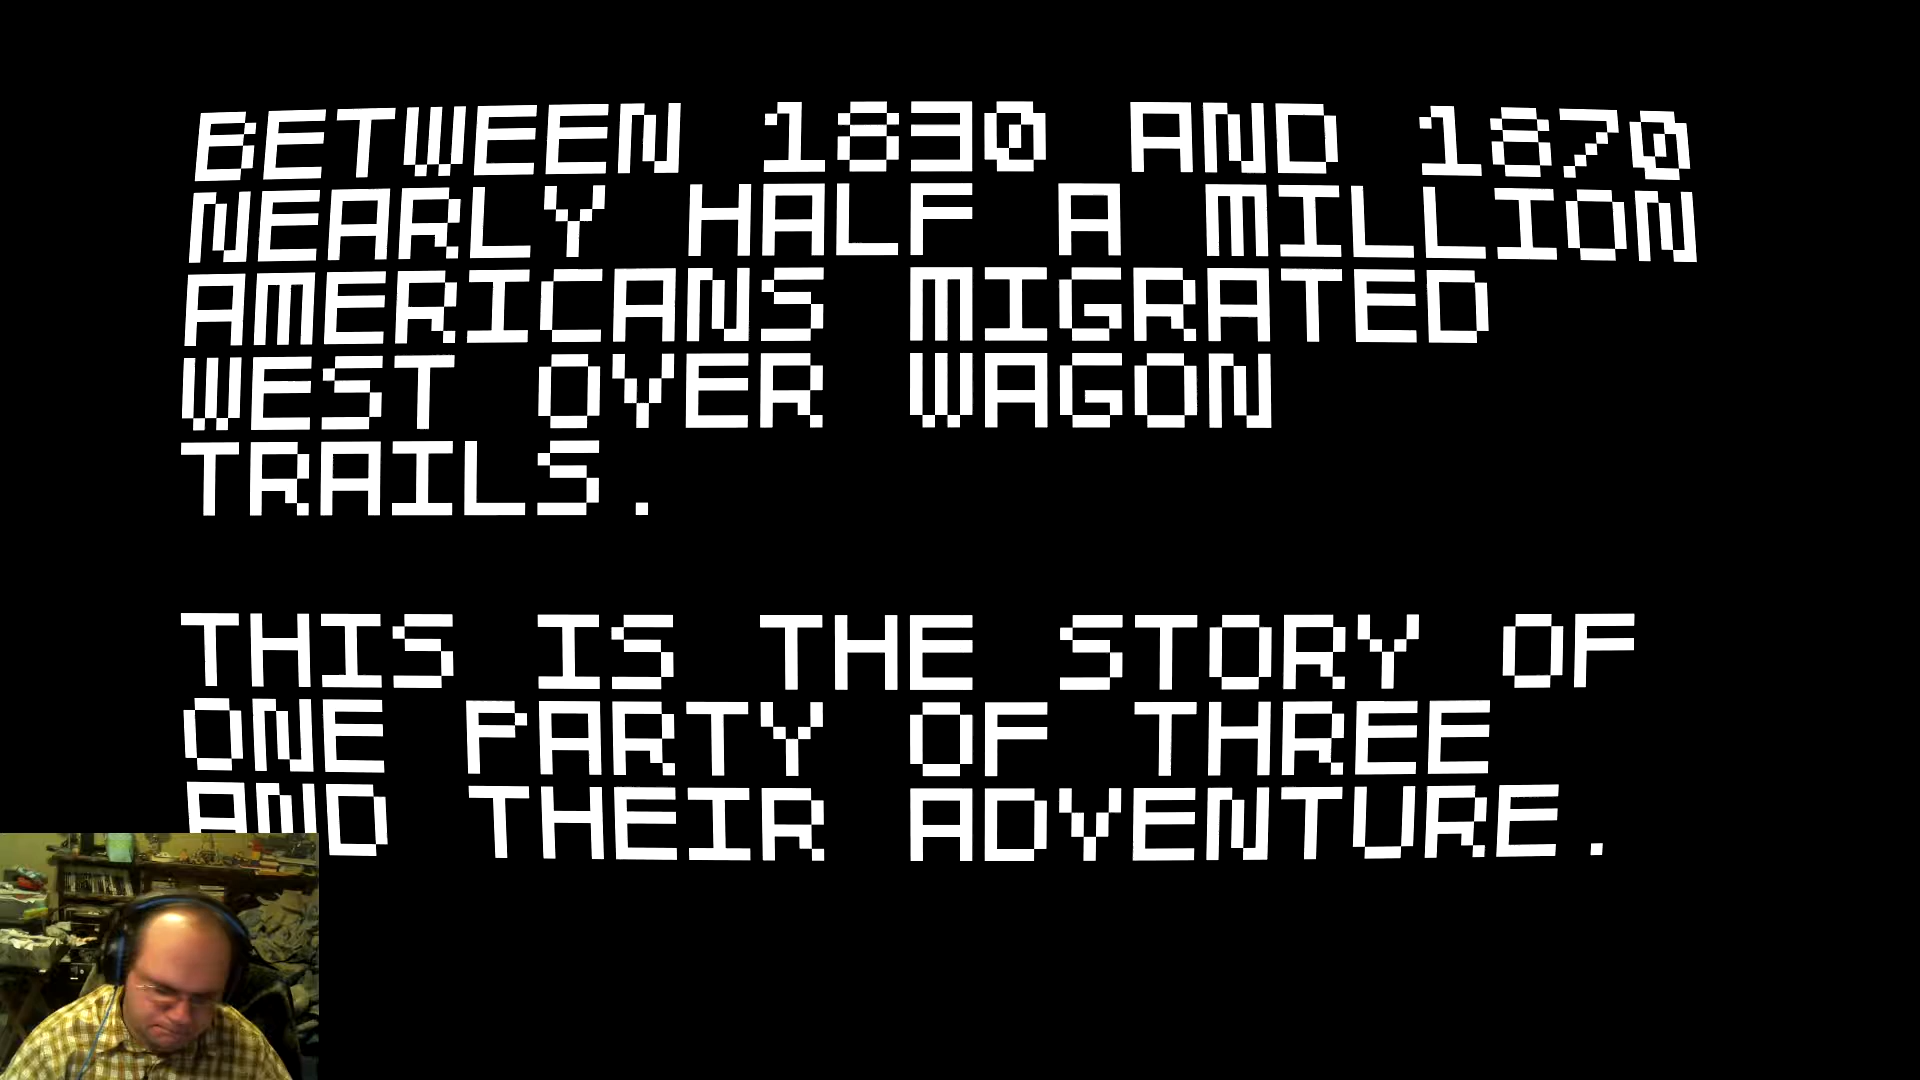 BETWEEN 1830 AND 1870
NEARLY HALF A MILLION
AMERICANS MIGRATED
WEST OVER WAGON
TRAILS.
THIS IS THE STORY OF
ONE PARTY OF THREE
AND THEIR ADVENTURE.